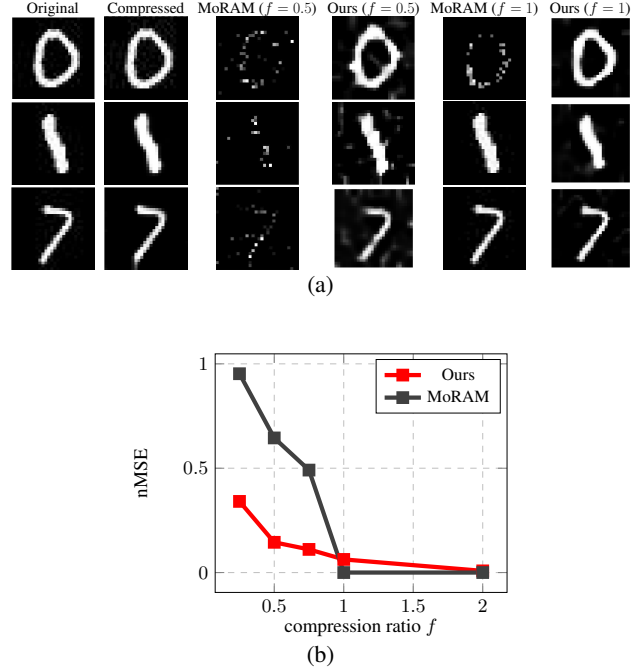 Original Compressed MoRAM (f = 0.5) Ours (f = 0.5) MoRAM (f = 1) Ours (f = 1)
(a)
1
0.5
0
nMSE
Ours
MoRAM
0.5 1 1.5 2
compression ratio f
(b)